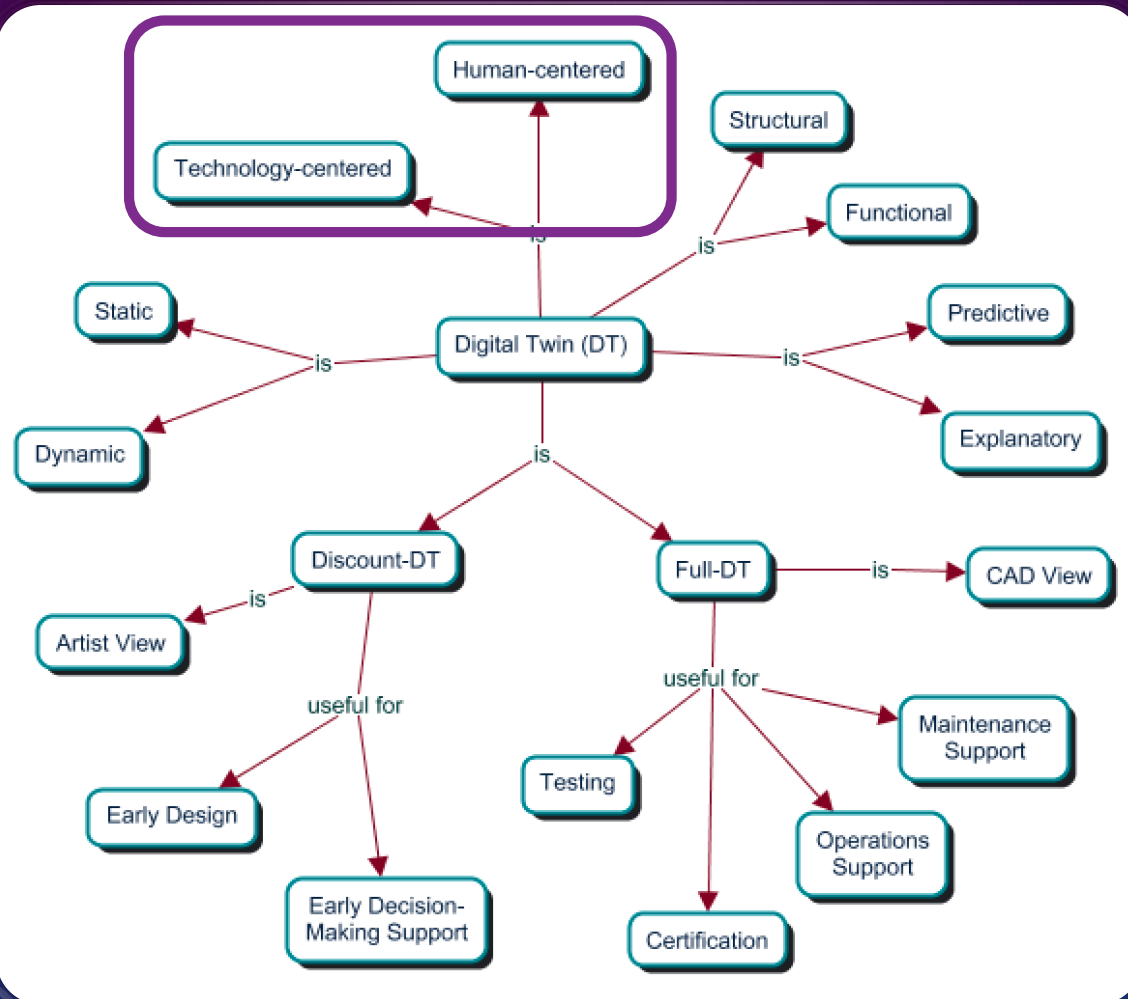 Human-centered
Structural
Technology-centered
Functional
is
is
Static
Predictive
Digital Twin (DT)
is
is
Dynamic
Explanatory
is
Discount-DT
Full-DT
is
CAD View
is
Artist View
useful for
useful for
Maintenance
Support
Testing
Early Design
Operations
Support
Early Decision-
Making Support
Certification